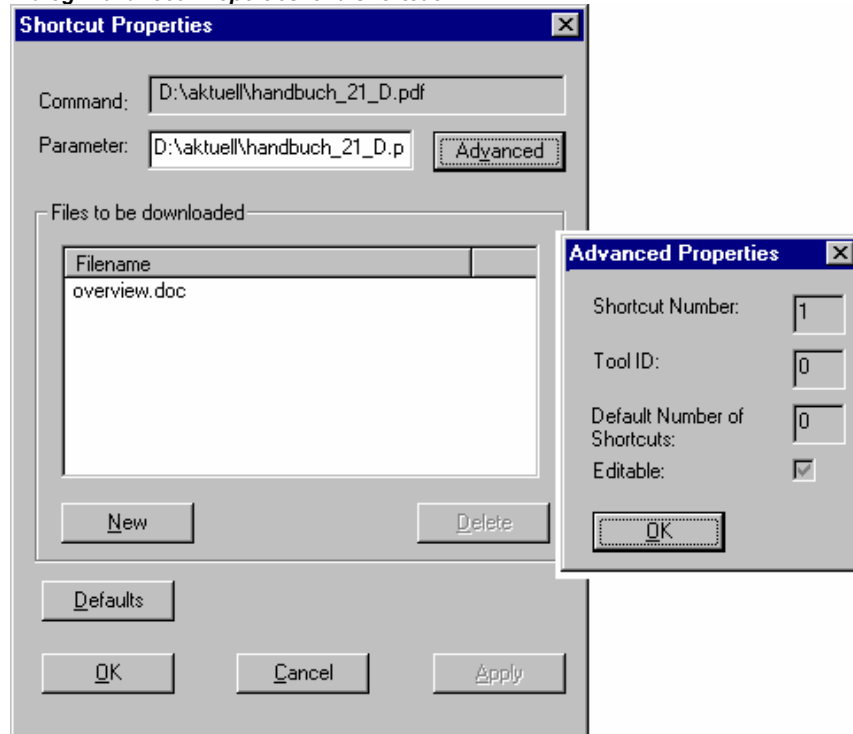 Shortcut Properties
Command: D:\aktuell\handbuch_21_D.pdf
Parameter: D:\aktuell\handbuch_21_D.p Advanced
Files to be downloaded
Filename
overview.doc
New Delete
Defaults
OK Cancel Apply
Advanced Properties
Shortcut Number: 1
Tool ID: 0
Default Number of 0
Shortcuts:
Editable:
OK